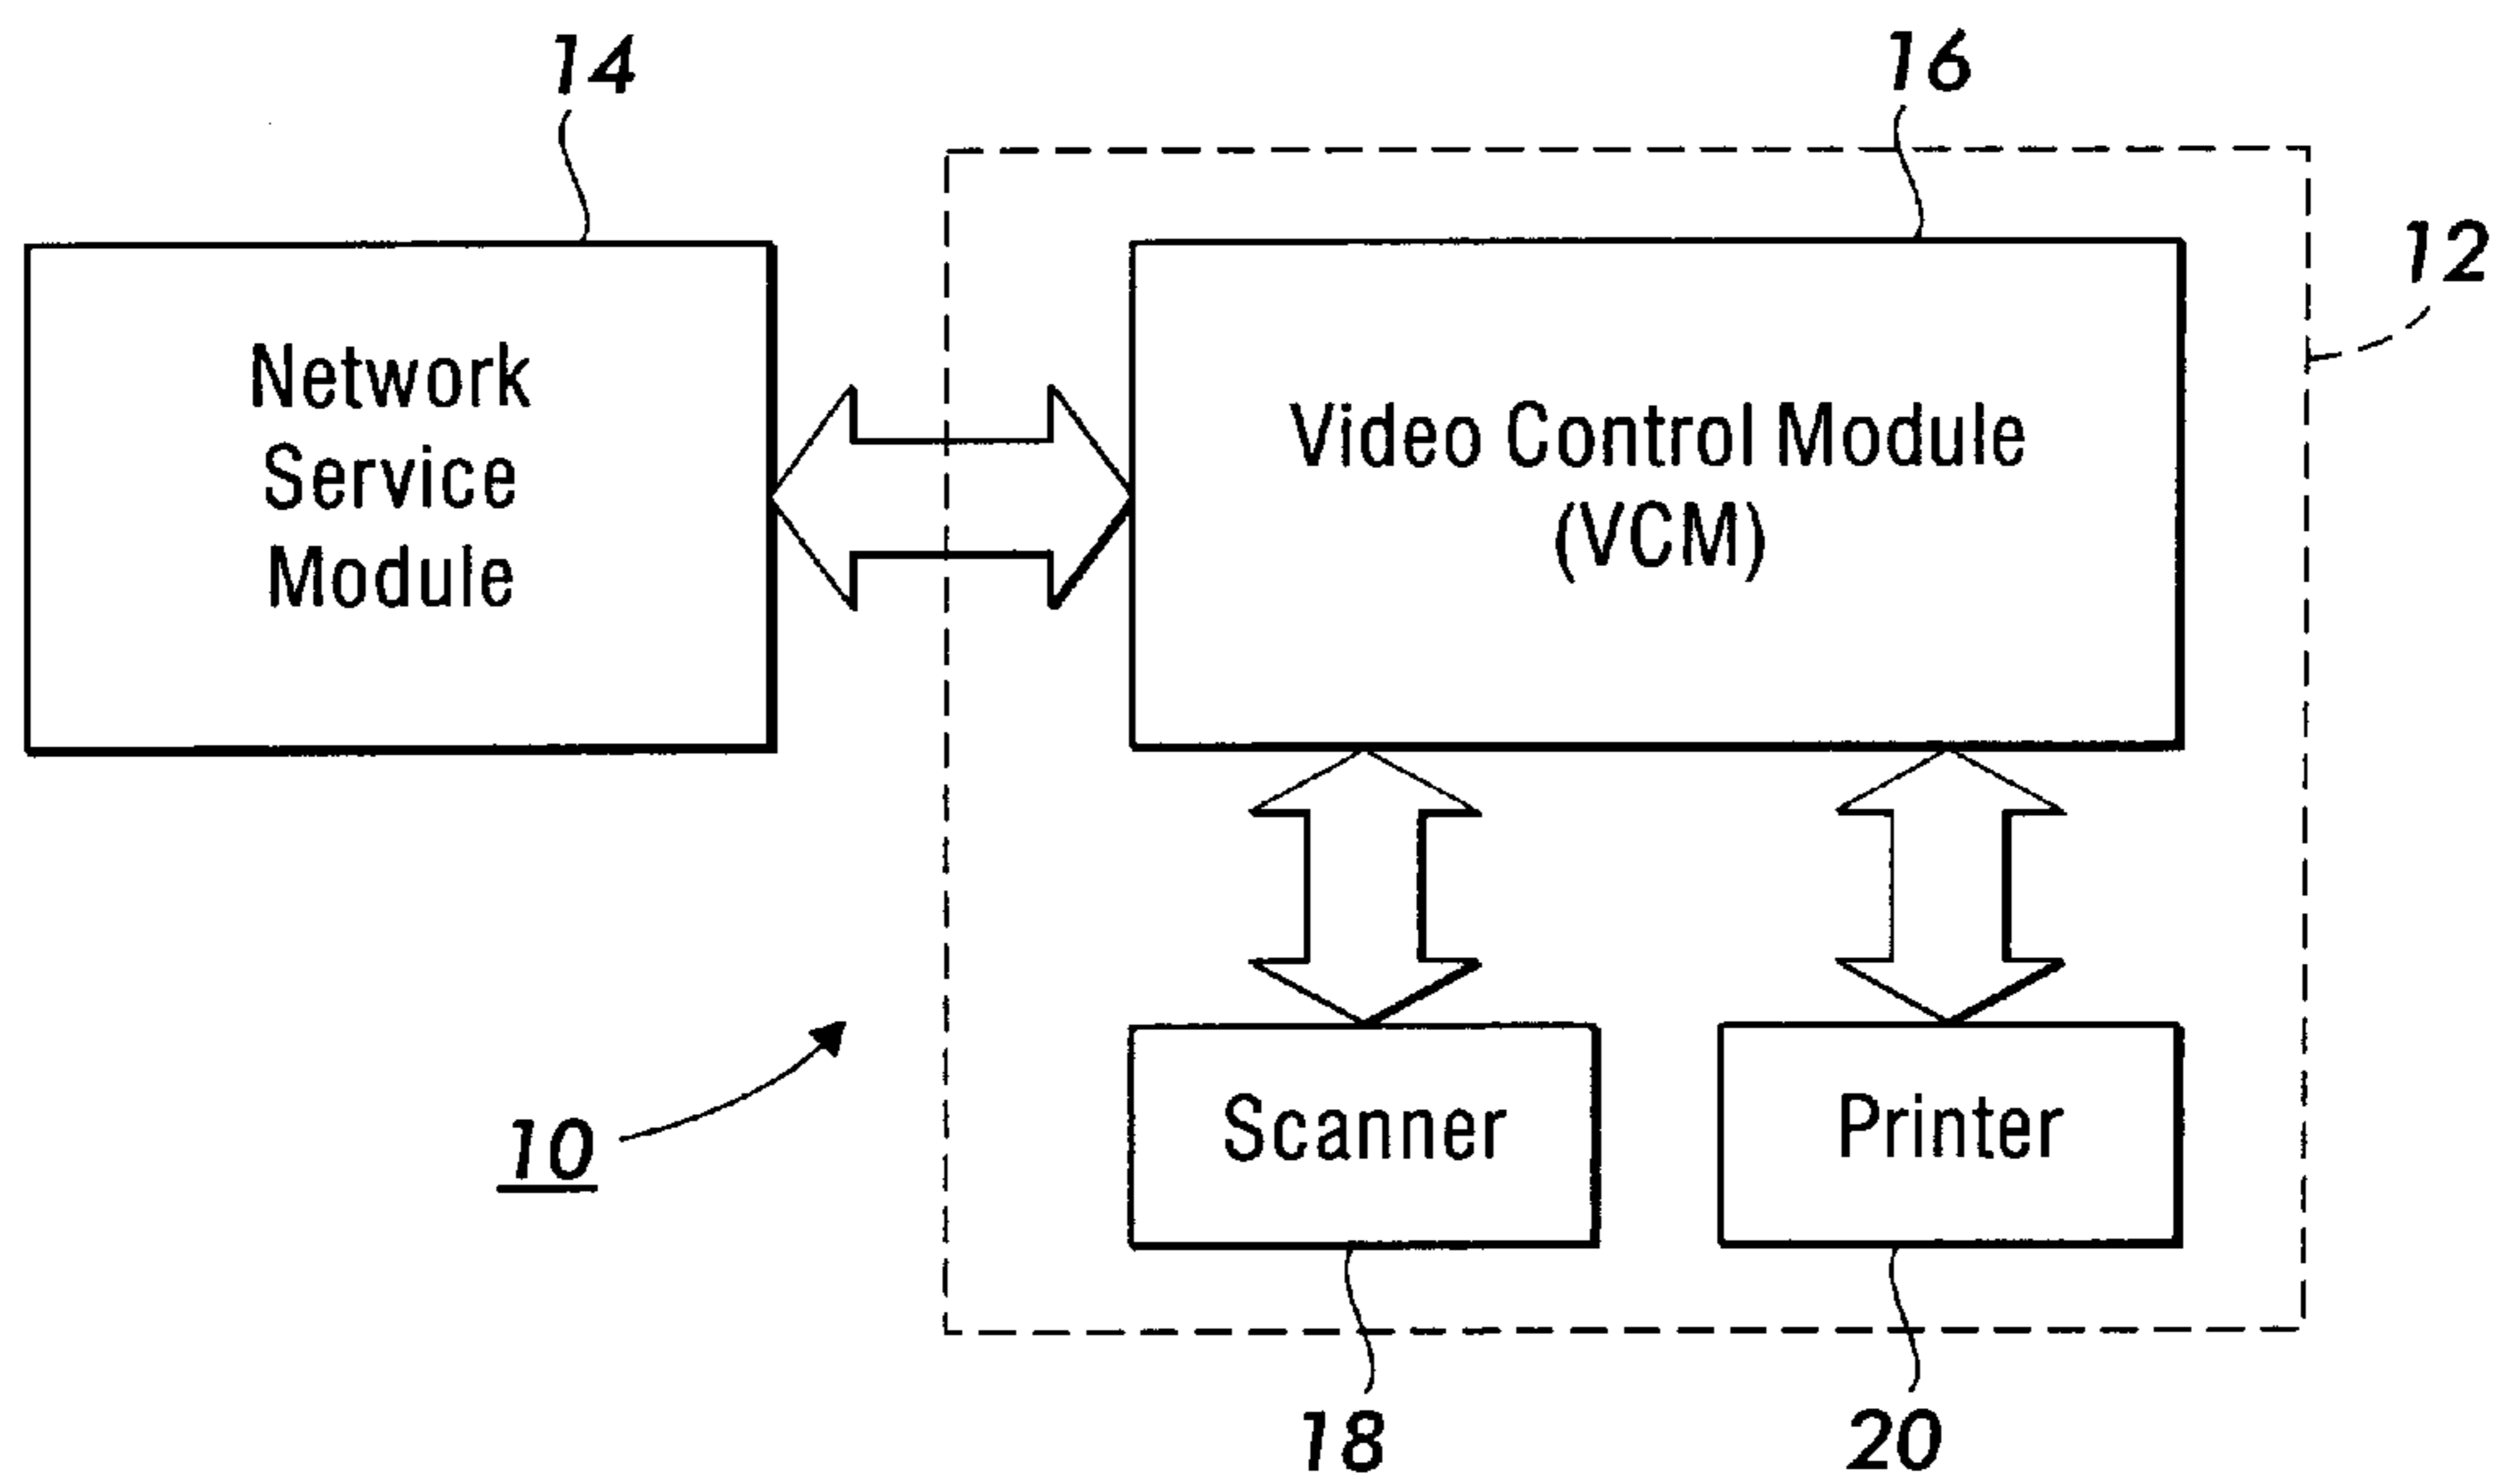 14
16
12
Network
Service
Module
Video Control Module
(VCM)
Scanner
Printer
10
18
20